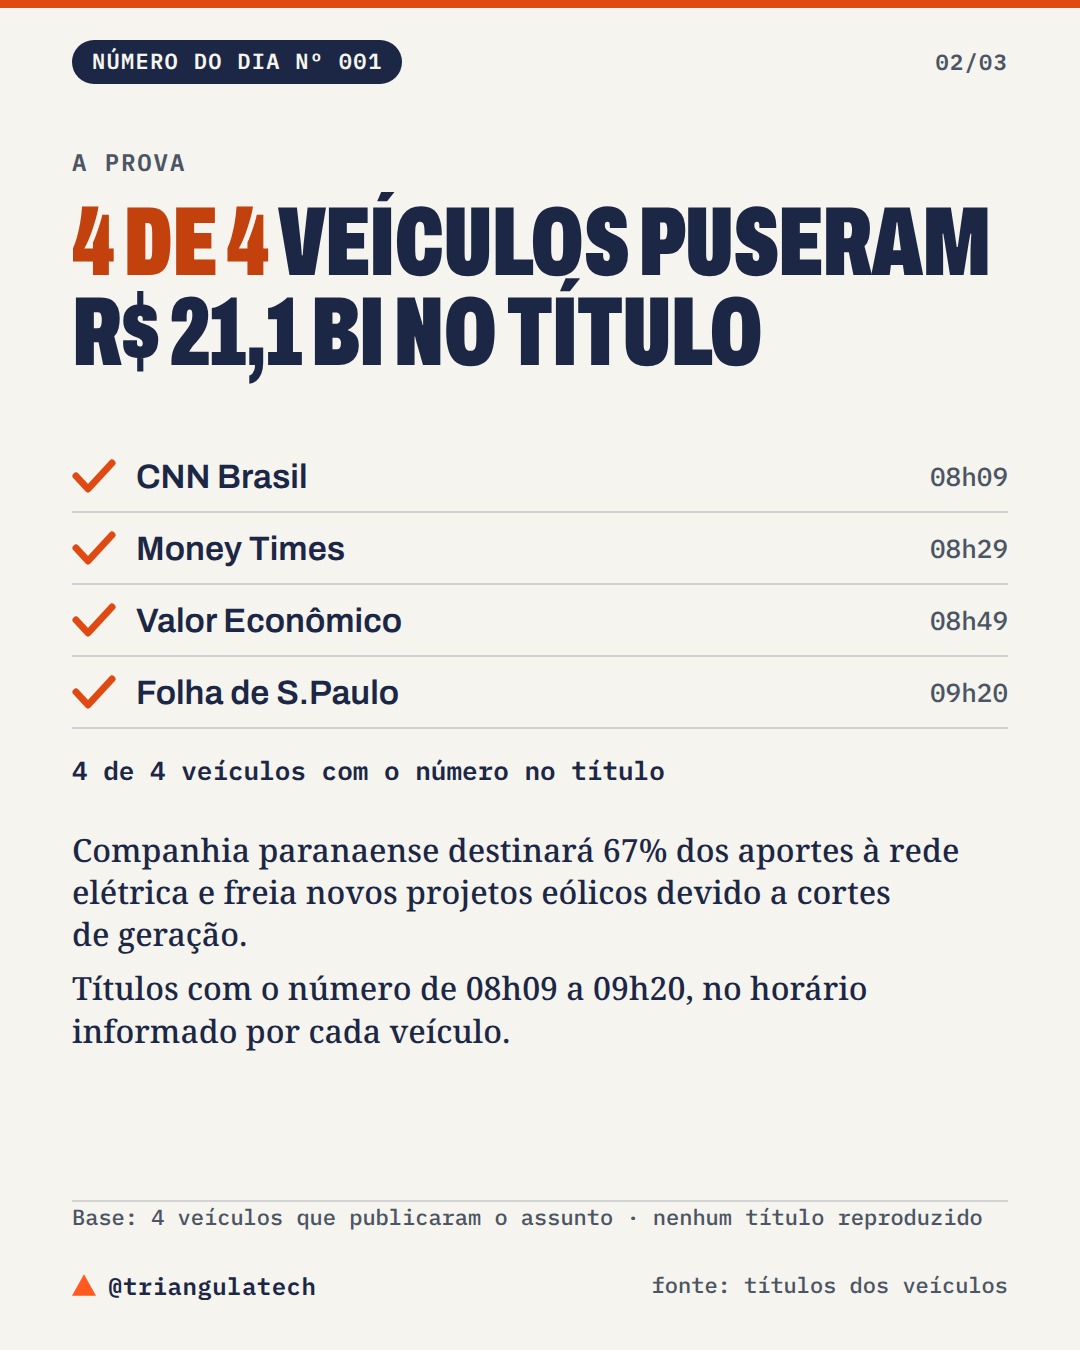 NÚMERO DO DIA Nº 001
02/03
A PROVA
4 DE 4 VEÍCULOS PUSERAM
R$ 21,1 BI NO TÍTULO
CNN Brasil 08h09
Money Times 08h29
Valor Econômico 08h49
Folha de S.Paulo 09h20
4 de 4 veículos com o número no título
Companhia paranaense destinará 67% dos aportes à rede
elétrica e freia novos projetos eólicos devido a cortes
de geração.
Títulos com o número de 08h09 a 09h20, no horário
informado por cada veículo.
Base: 4 veículos que publicaram o assunto · nenhum título reproduzido
@triangulatech
fonte: títulos dos veículos